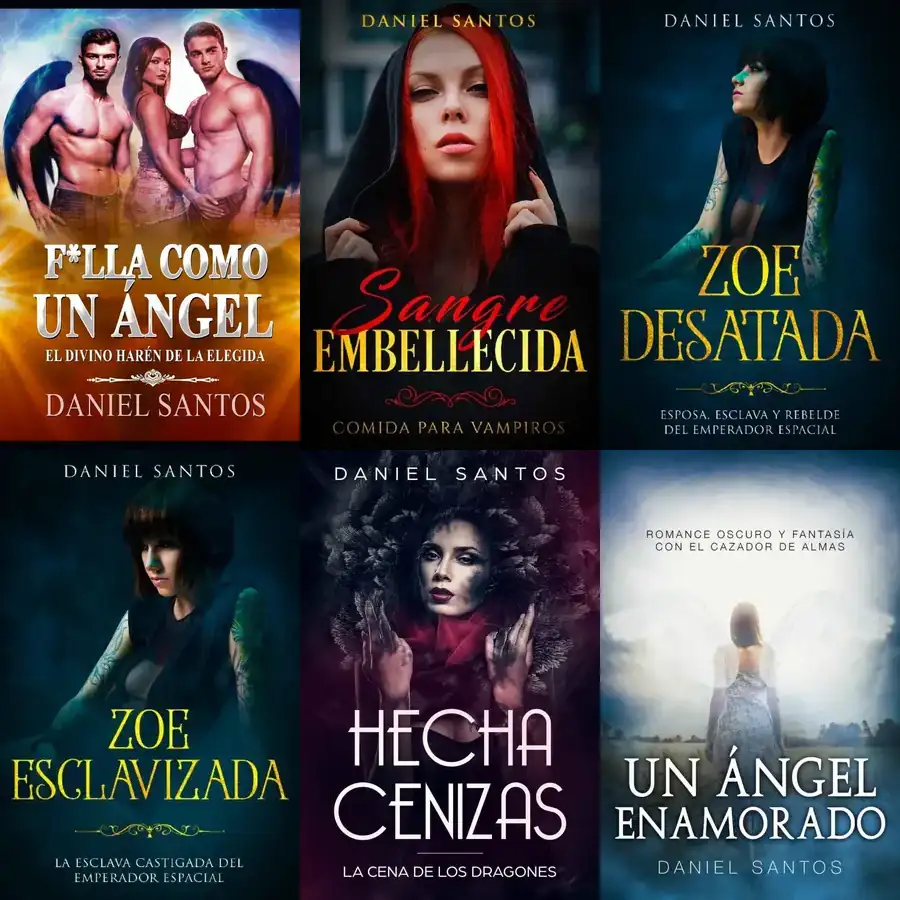 F*LLA COMO
UN ÁNGEL
EL DIVINO HARÉN DE LA ELEGIDA
DANIEL SANTOS
DANIEL SANTOS
Sangre
EMBELLECIDA
COMIDA PARA VAMPIROS
DANIEL SANTOS
ZOE
DESATADA
ESPOSA, ESCLAVA Y REBELDE
DEL EMPERADOR ESPACIAL
DANIEL SANTOS
ZOE
ESCLAVIZADA
LA ESCLAVA CASTIGADA DEL
EMPERADOR ESPACIAL
DANIEL SANTOS
HECHA
CENIZAS
LA CENA DE LOS DRAGONES
ROMANCE OSCURO Y FANTASÍA
CON EL CAZADOR DE ALMAS
UN ÁNGEL
ENAMORADO
DANIEL SANTOS